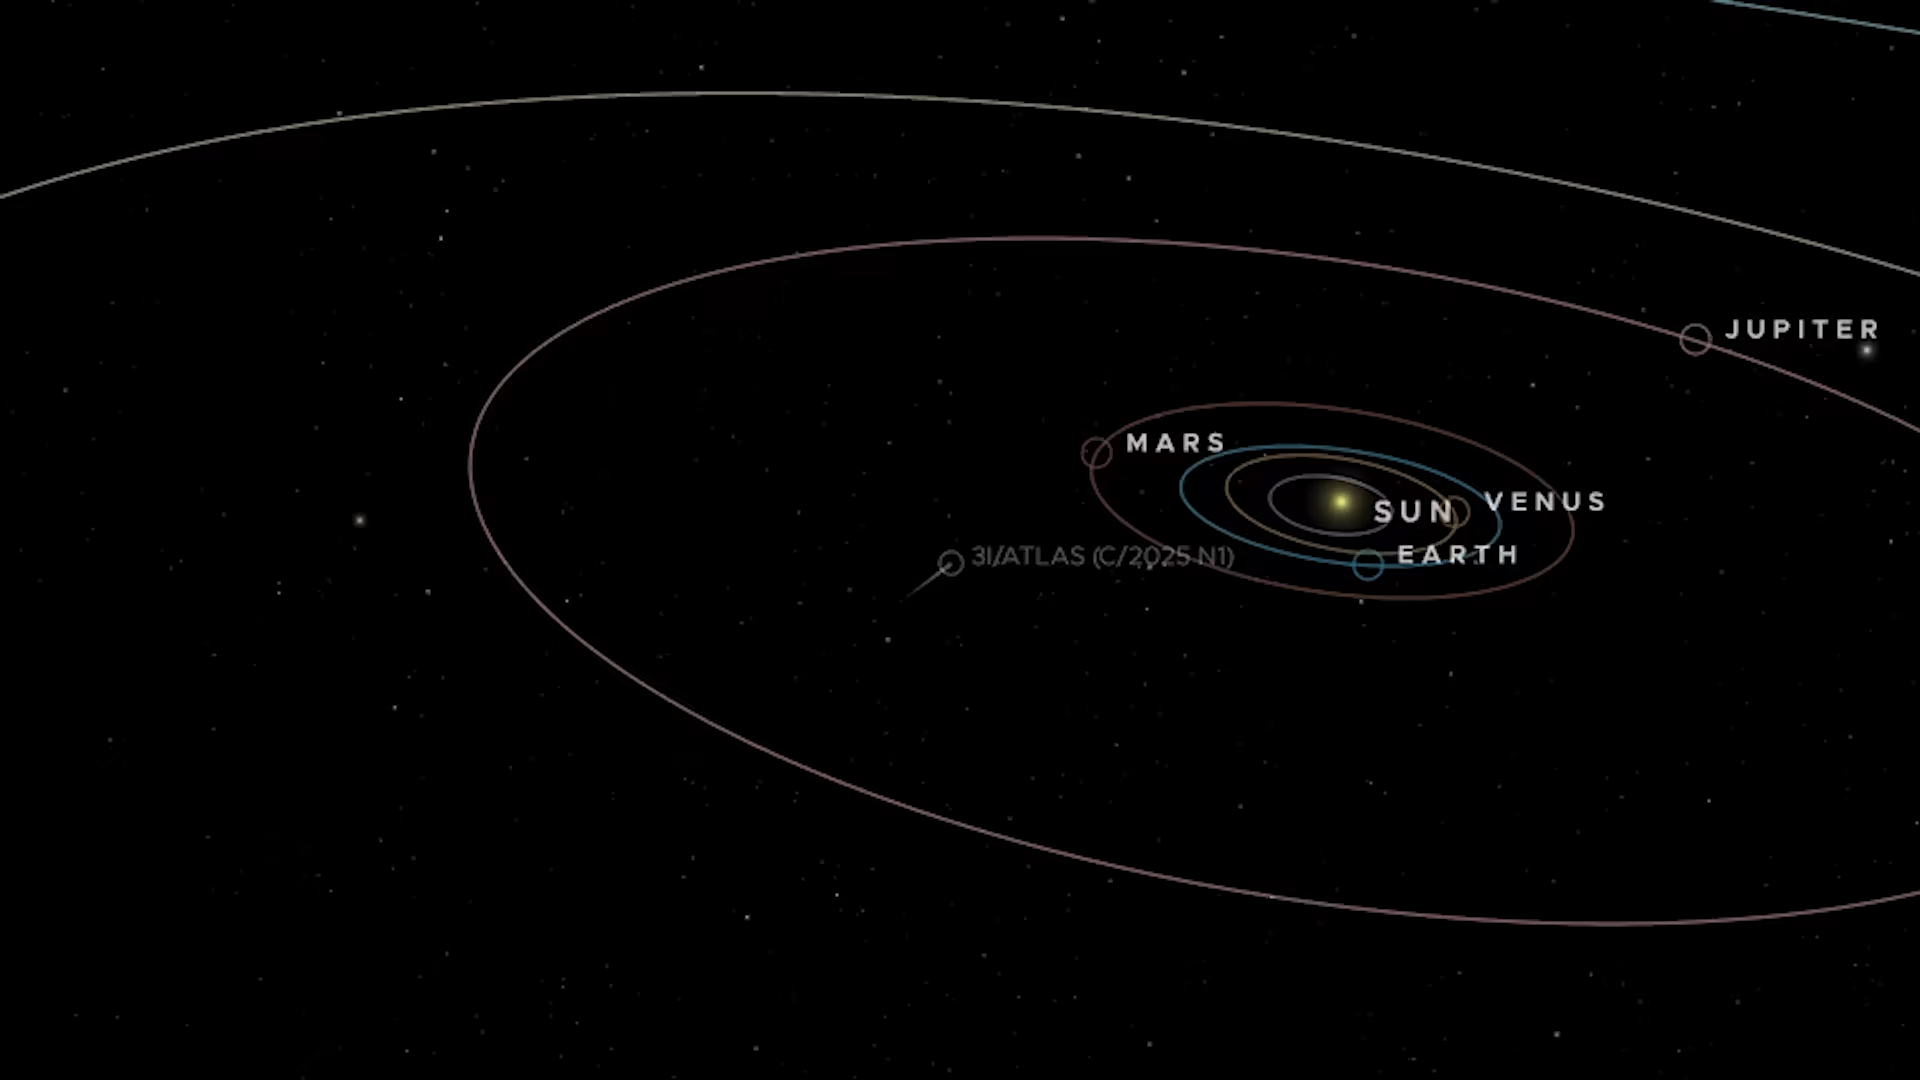 JUPITER
MARS
VENUS
SUN
EARTH
3I/ATLAS (C/2025 N1)